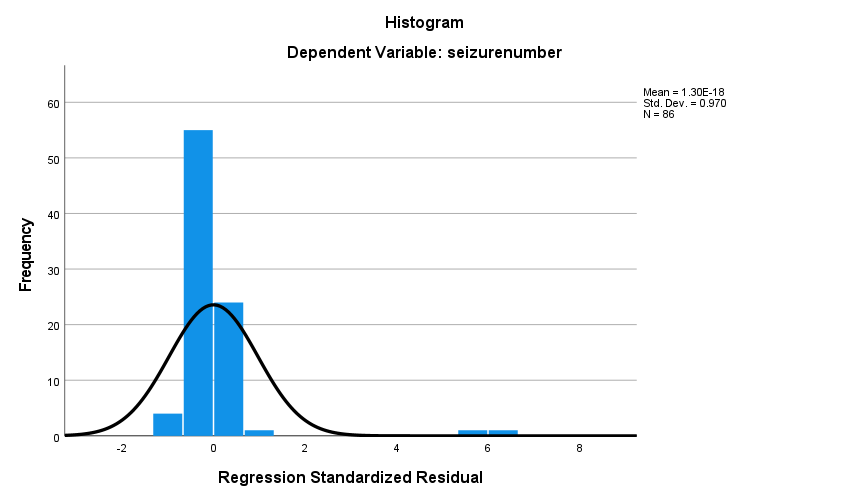 Histogram
Dependent Variable: seizurenumber
Mean = 1.30E-18
Std. Dev. = 0.970
N = 86
60
50
40
30
20
10
0
Frequency
-2 0 2 4 6 8
Regression Standardized Residual